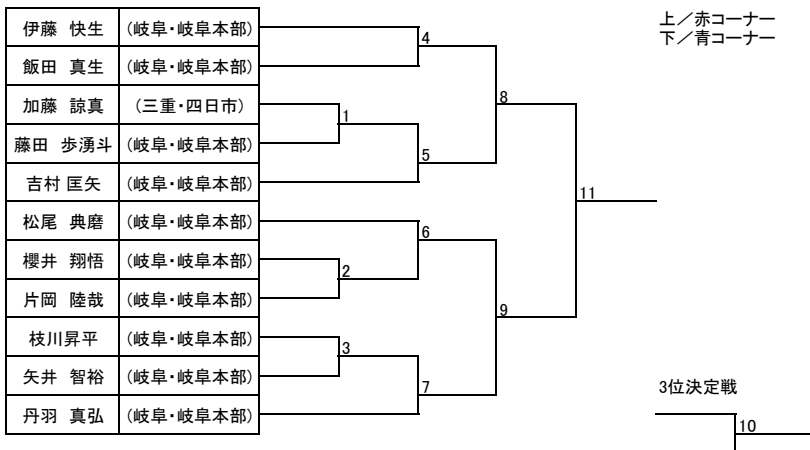 伊藤 快生 (岐阜・岐阜本部)
飯田 真生 (岐阜・岐阜本部)
加藤 諒真 (三重・四日市)
藤田 歩湧斗 (岐阜・岐阜本部)
吉村 匡矢 (岐阜・岐阜本部)
松尾 典磨 (岐阜・岐阜本部)
櫻井 翔悟 (岐阜・岐阜本部)
片岡 陸哉 (岐阜・岐阜本部)
枝川昇平 (岐阜・岐阜本部)
矢井 智裕 (岐阜・岐阜本部)
丹羽 真弘 (岐阜・岐阜本部)
1
2
3
4
5
6
7
8
9
11
上／赤コーナー
下／青コーナー
3位決定戦
10